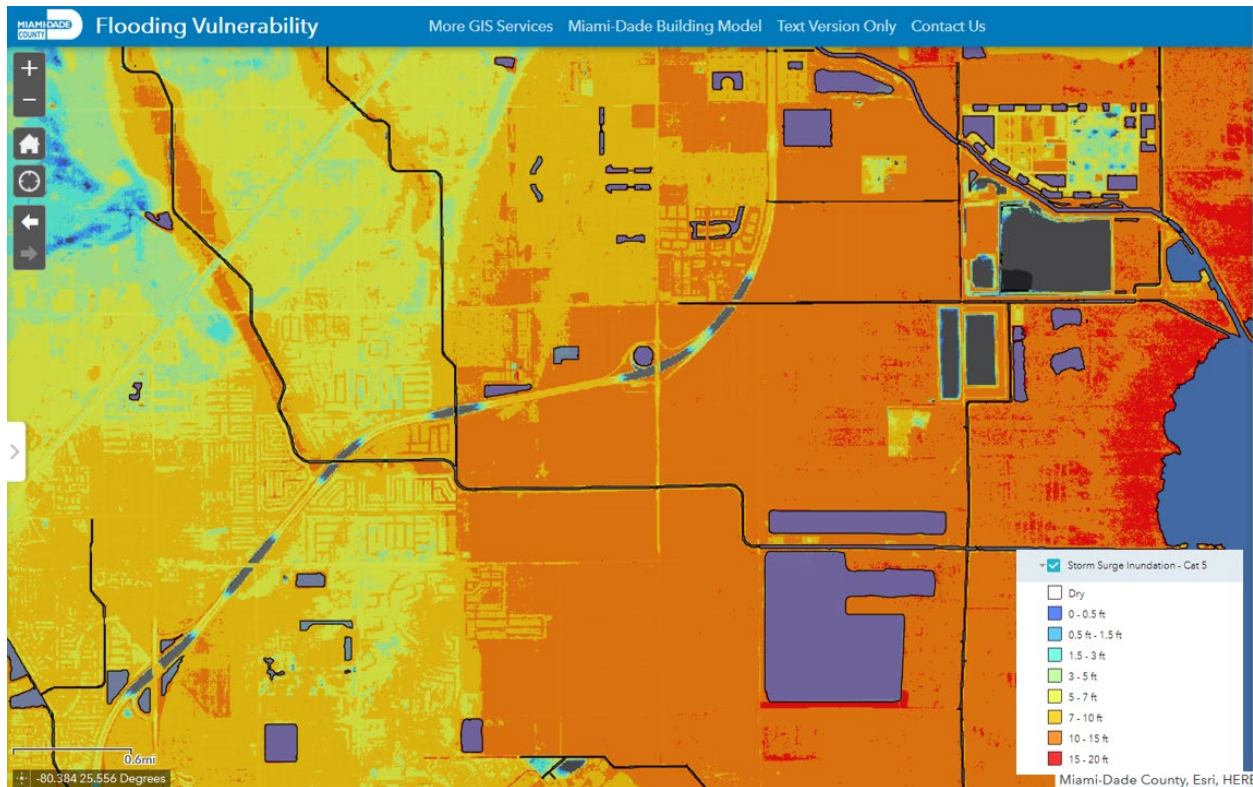 MIAMI-DADE
COUNTY
Flooding Vulnerability
More GIS Services
Miami-Dade Building Model
Text Version Only
Contact Us
Storm Surge Inundation - Cat 5
Dry
0 - 0.5 ft
0.5 ft - 1.5 ft
1.5 - 3 ft
3 - 5 ft
5 - 7 ft
7 - 10 ft
10 - 15 ft
15 - 20 ft
0.6mi
-80.384 25.556 Degrees
Miami-Dade County, Esri, HERE